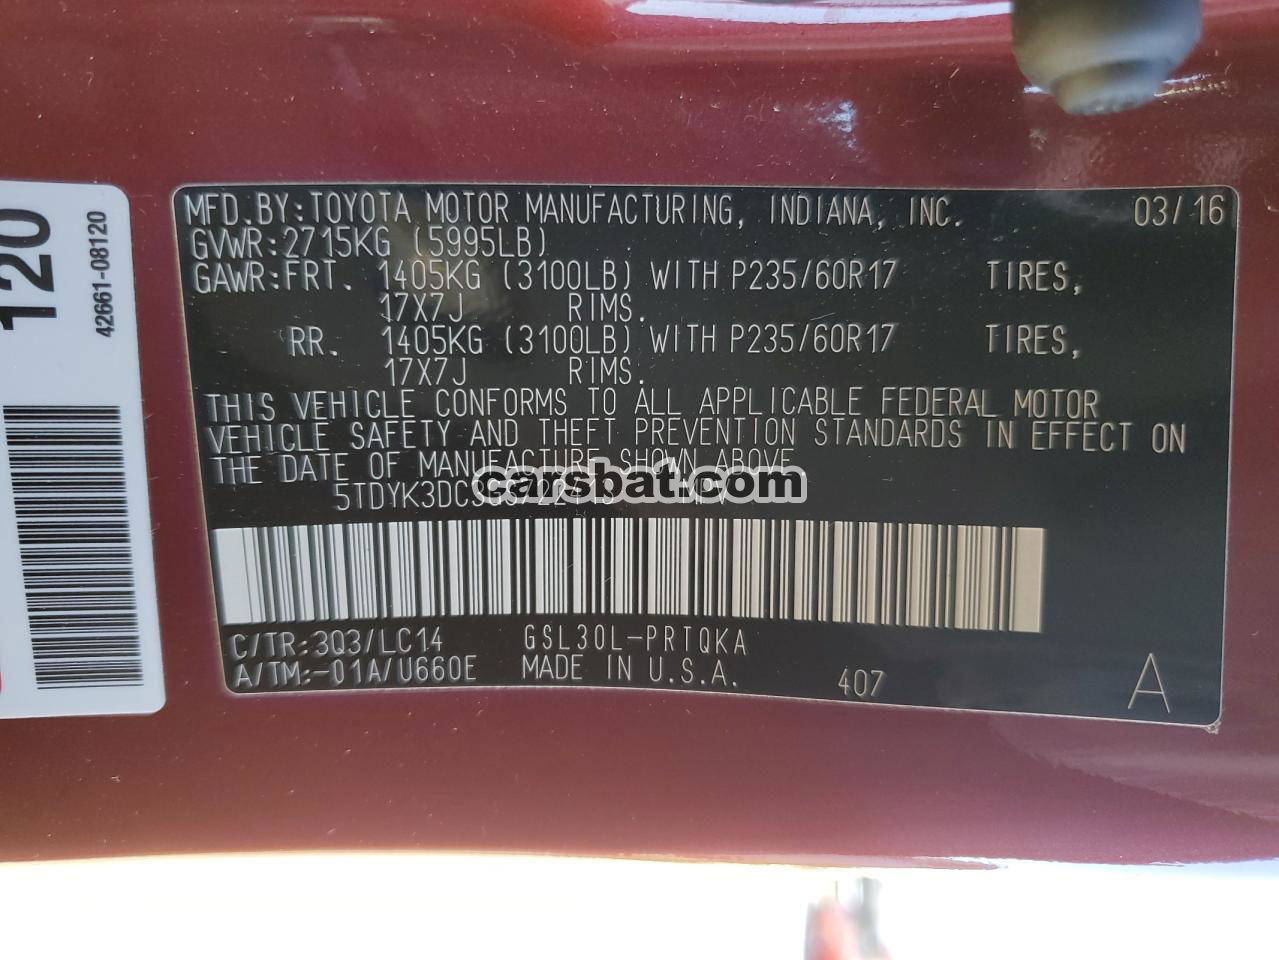 MFD.BY:TOYOTA MOTOR MANUFACTURING, INDIANA, INC. 03/16
GVWR:2715KG (5995LB)
GAWR:FRT. 1405KG (3100LB) WITH P235/60R17 TIRES,
17X7J RIMS.
RR. 1405KG (3100LB) WITH P235/60R17 TIRES,
17X7J RIMS.
THIS VEHICLE CONFORMS TO ALL APPLICABLE FEDERAL MOTOR
VEHICLE SAFETY AND THEFT PREVENTION STANDARDS IN EFFECT ON
THE DATE OF MANUFACTURE SHOWN ABOVE.
MPV
carsbat.com
C/TR:3Q3/LC14 GSL30L-PRTQKA
A/TM:-01A/U660E MADE IN U.S.A. 407 A
120
42661-08120